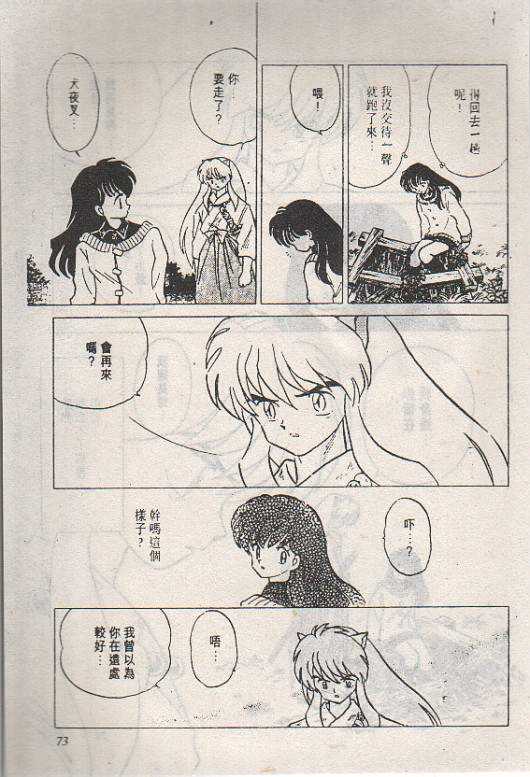 得回去一趟
呢！
我沒交待一聲
就跑了來…
喂！
你…
要走了？
犬夜叉…
會再來
嗎？
吓…？
幹嗎這個
樣子？
唔…
我曾以為
你在遠處
較好…
73